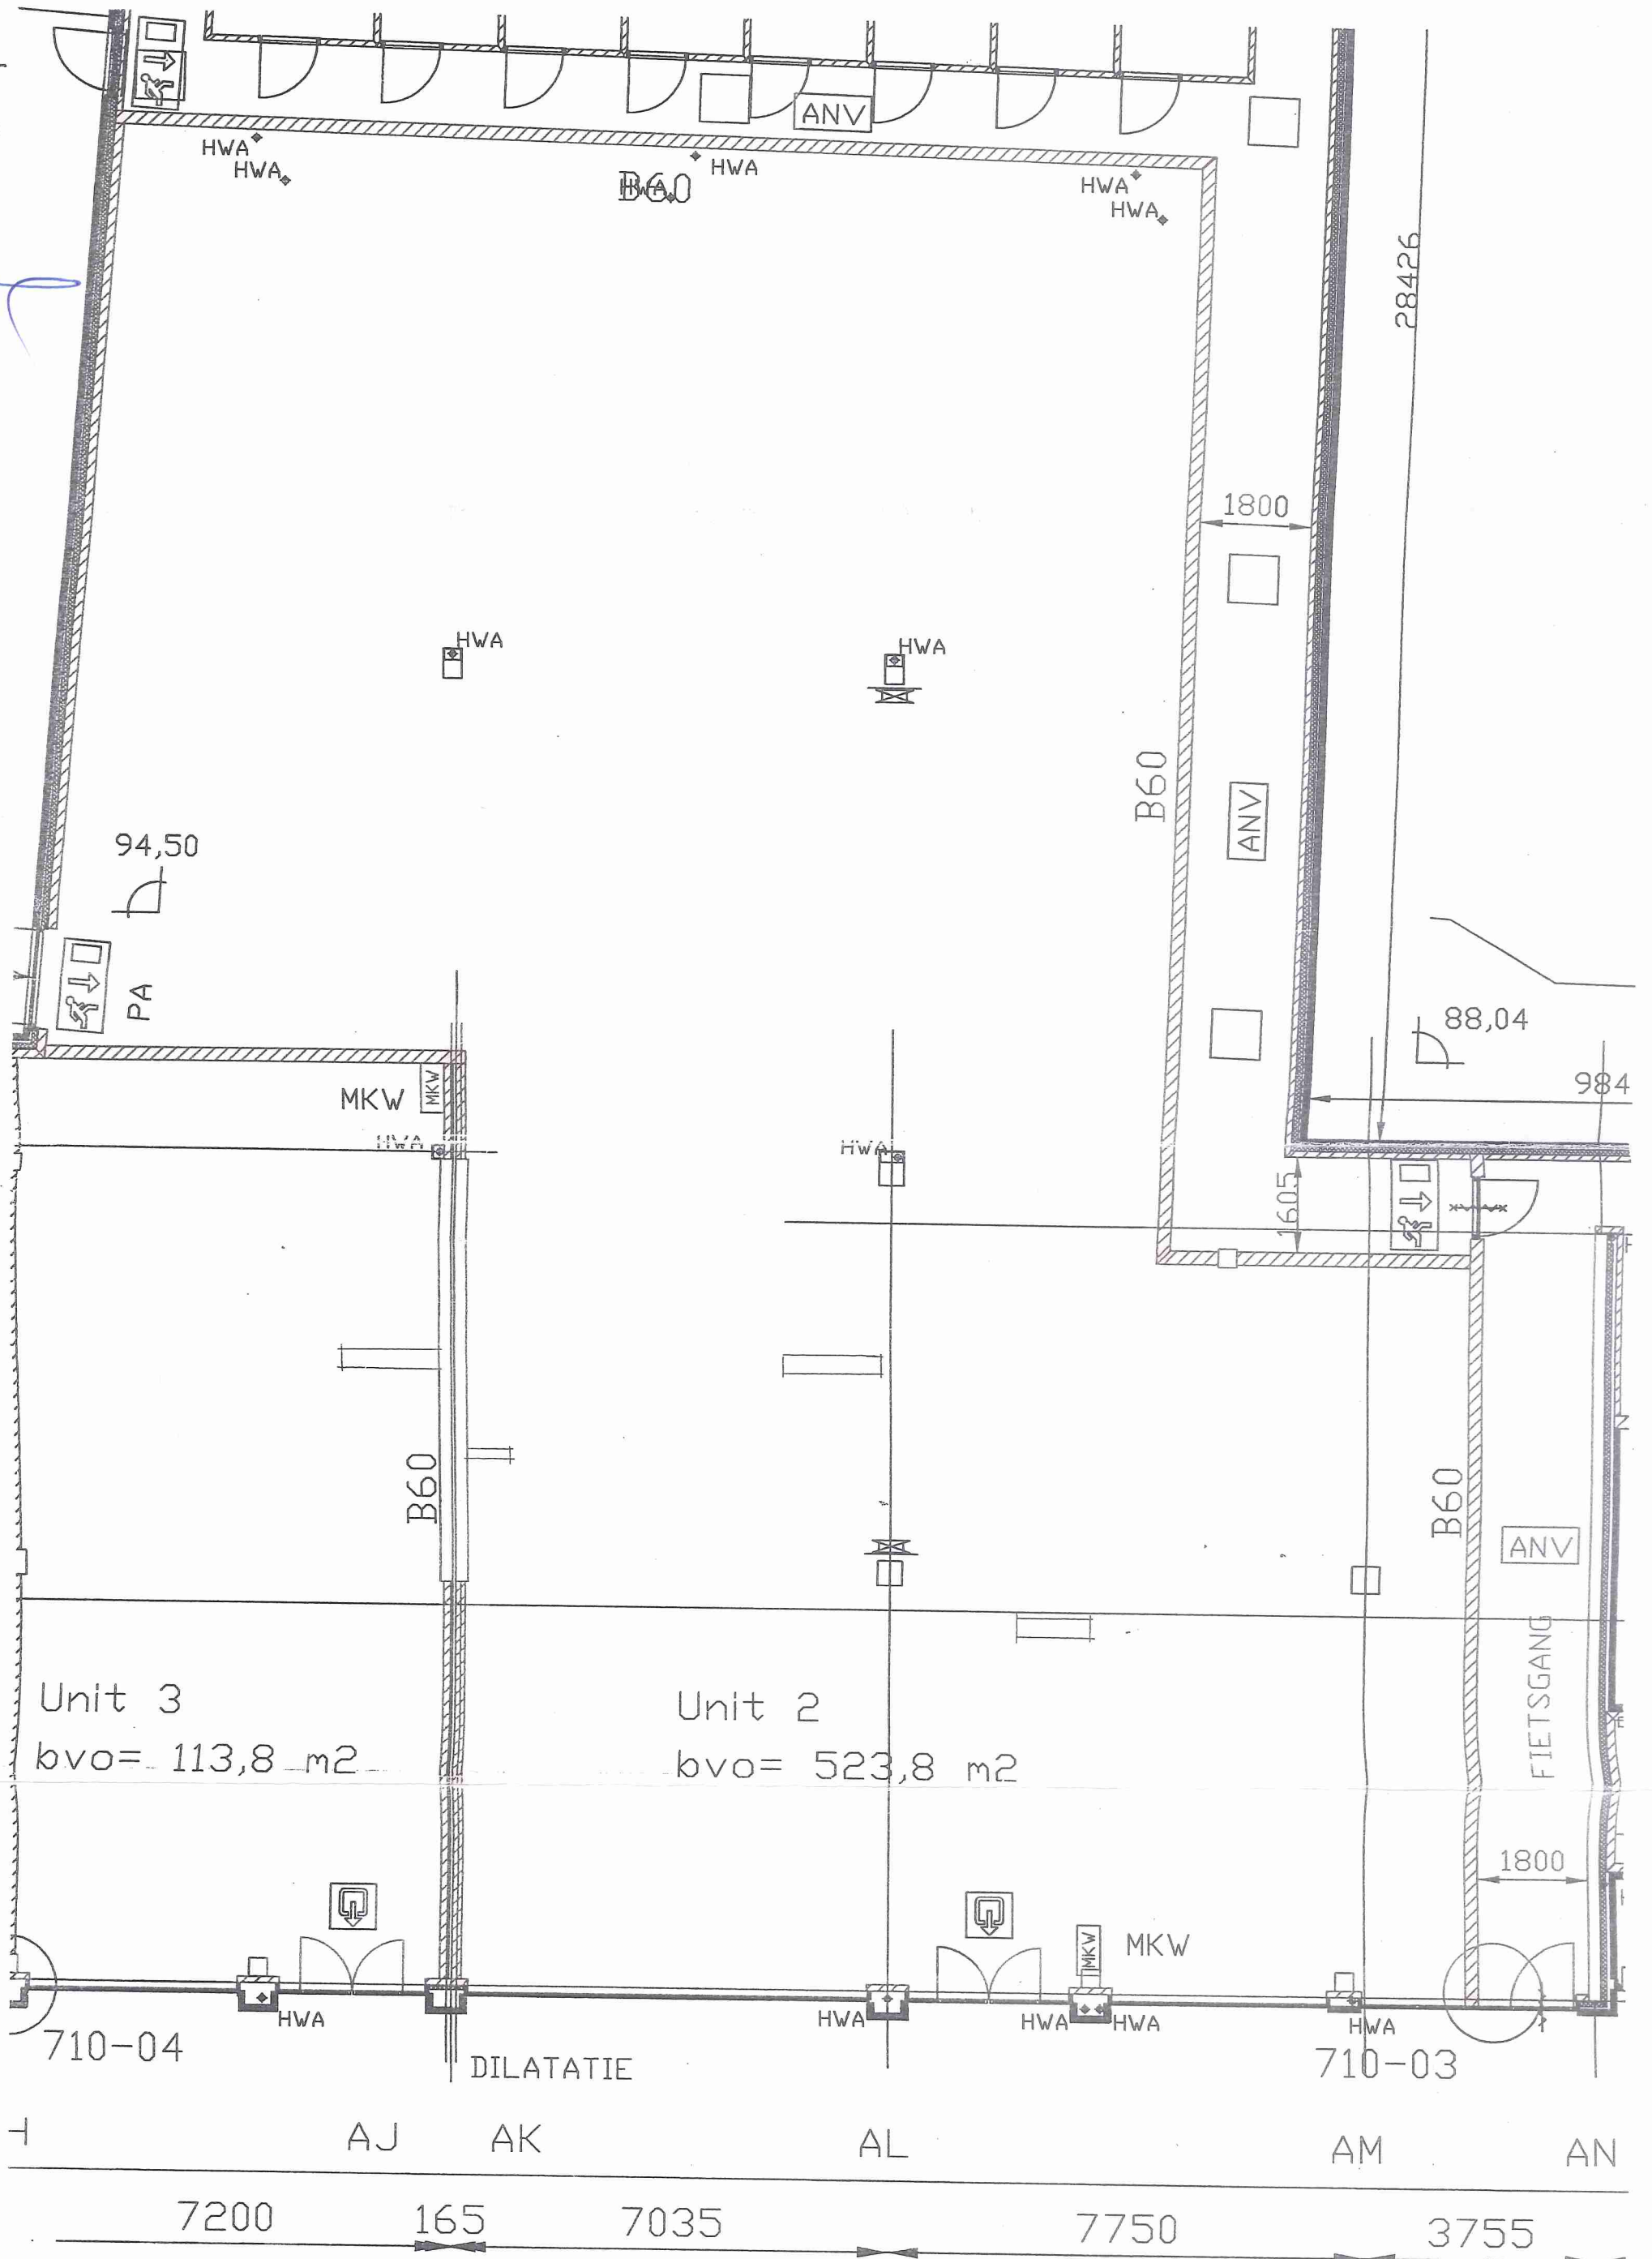 ANV
HWA
HWA
HWA
HWA
B60
HWA
HWA
28426
1800
HWA
HWA
B60
ANV
94,50
PA
88,04
984
MKW
MKW
HWA
HWA
1605
B60
B60
ANV
FIETSGANG
Unit 3
bvo= 113,8 m2
Unit 2
bvo= 523,8 m2
1800
MKW
MKW
HWA
HWA
HWA
HWA
HWA
710-04
710-03
DILATATIE
AJ
AK
AL
AM
AN
7200
165
7035
7750
3755